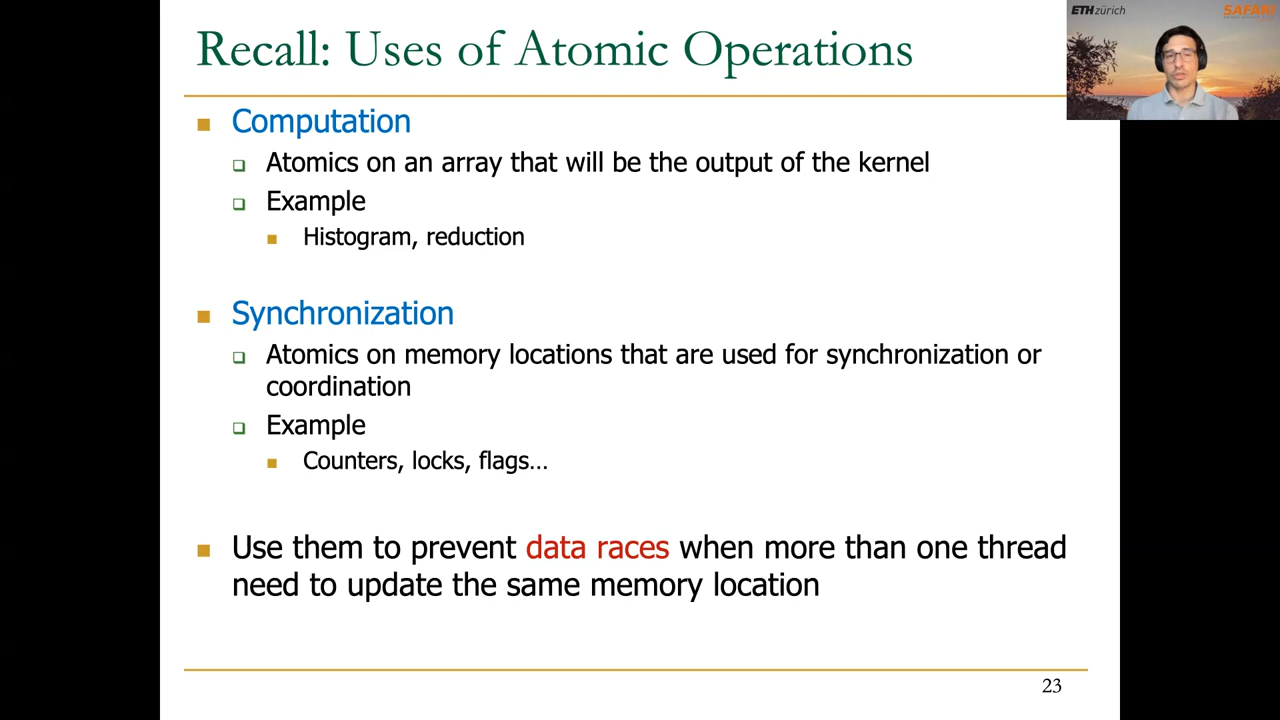 Recall: Uses of Atomic Operations
ETH zürich
SAFARI
Computation
Atomics on an array that will be the output of the kernel
Example
Histogram, reduction
Synchronization
Atomics on memory locations that are used for synchronization or
coordination
Example
Counters, locks, flags…
Use them to prevent data races when more than one thread
need to update the same memory location
23